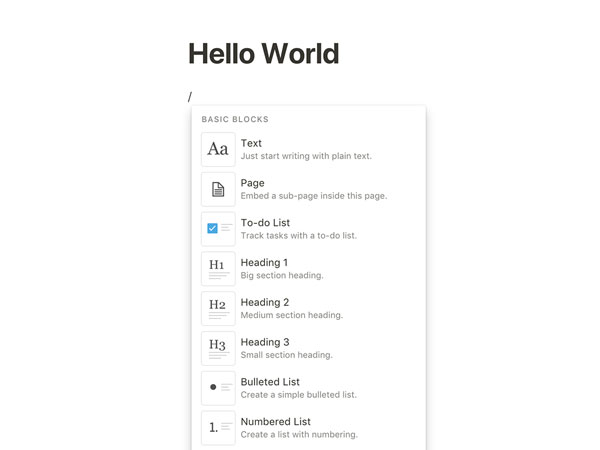 Hello World
/
BASIC BLOCKS
Aa
Text
Just start writing with plain text.
Page
Embed a sub-page inside this page.
To-do List
Track tasks with a to-do list.
H1
Heading 1
Big section heading.
H2
Heading 2
Medium section heading.
H3
Heading 3
Small section heading.
Bulleted List
Create a simple bulleted list.
1.
Numbered List
Create a list with numbering.